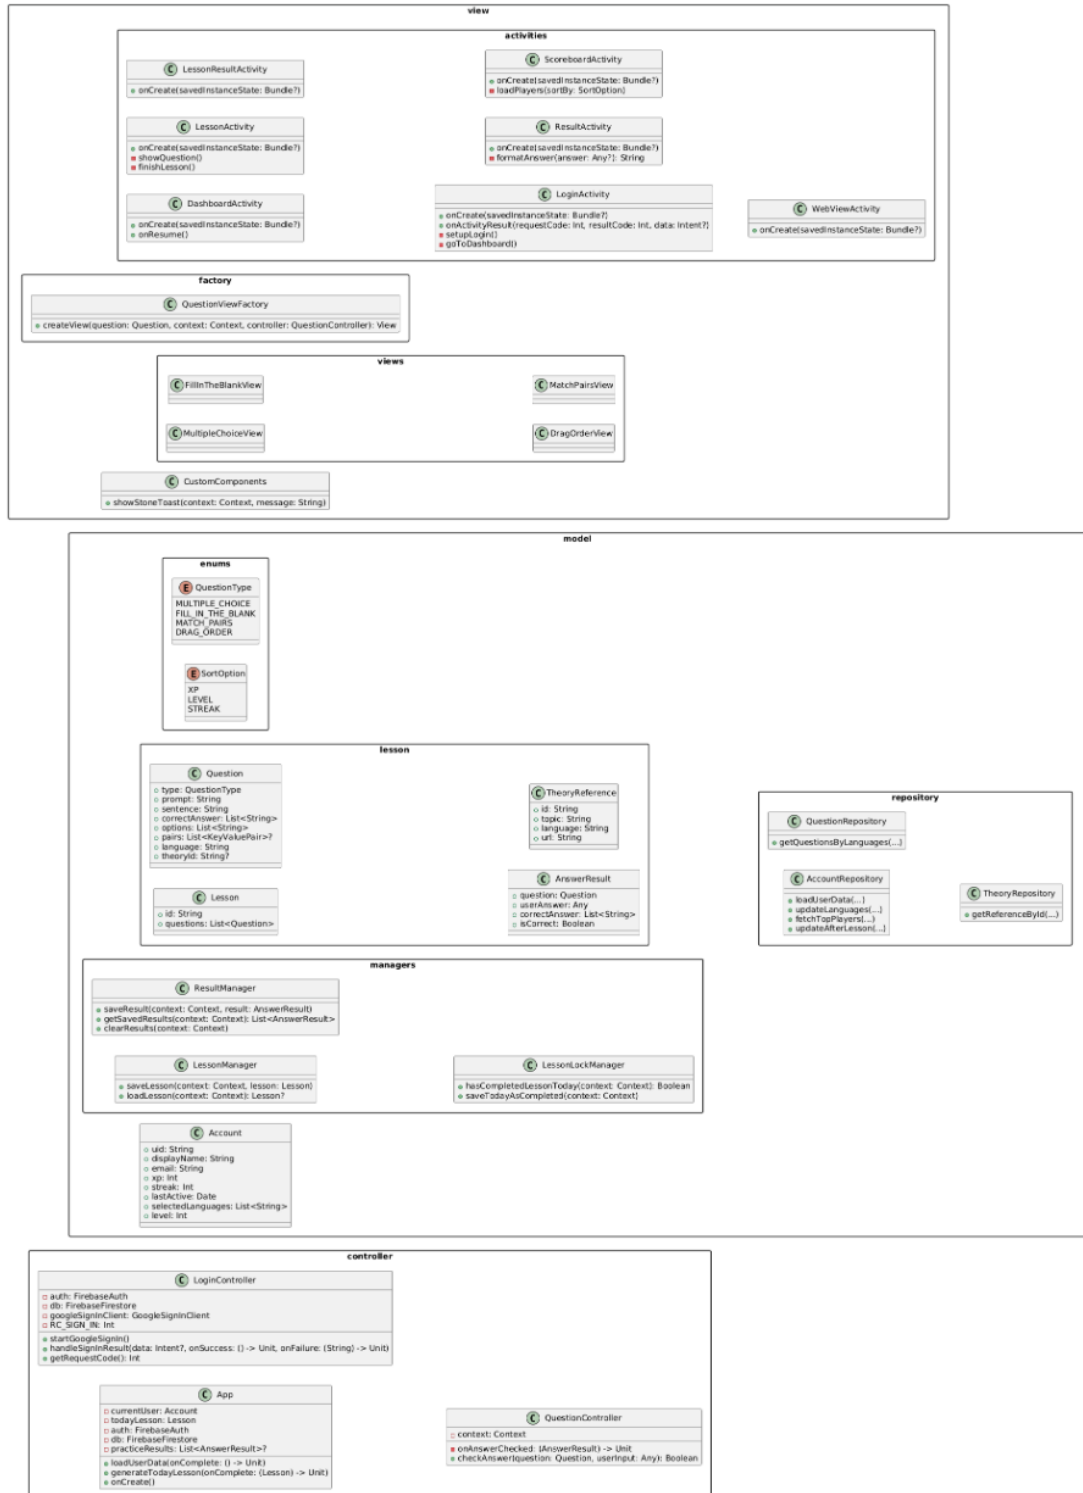 view
activities
C LessonResultActivity
onCreate(savedInstanceState: Bundle?)
C ScoreboardActivity
onCreate(savedInstanceState: Bundle?)
loadPlayers(sortBy: SortOption)
C LessonActivity
onCreate(savedInstanceState: Bundle?)
showQuestion()
finishLesson()
C ResultActivity
onCreate(savedInstanceState: Bundle?)
formatAnswer(answer: Any?): String
C DashboardActivity
onCreate(savedInstanceState: Bundle?)
onResume()
C LoginActivity
onCreate(savedInstanceState: Bundle?)
onActivityResult(requestCode: Int, resultCode: Int, data: Intent?)
setupLogin()
goToDashboard()
C WebViewActivity
onCreate(savedInstanceState: Bundle?)
factory
C QuestionViewFactory
createView(question: Question, context: Context, controller: QuestionController): View
views
C FillInTheBlankView
C MatchPairsView
C MultipleChoiceView
C DragOrderView
C CustomComponents
showStoneToast(context: Context, message: String)
model
enums
E QuestionType
MULTIPLE_CHOICE
FILL_IN_THE_BLANK
MATCH_PAIRS
DRAG_ORDER
E SortOption
XP
LEVEL
STREAK
lesson
C Question
type: QuestionType
prompt: String
sentence: String
correctAnswer: List<String>
options: List<String>
pairs: List<KeyValuePair>?
language: String
theoryId: String?
C TheoryReference
id: String
topic: String
language: String
url: String
C Lesson
id: String
questions: List<Question>
C AnswerResult
question: Question
userAnswer: Any
correctAnswer: List<String>
isCorrect: Boolean
repository
C QuestionRepository
getQuestionsByLanguages(...)
C AccountRepository
loadUserData(...)
updateLanguages(...)
fetchTopPlayers(...)
updateAfterLesson(...)
C TheoryRepository
getReferenceById(...)
managers
C ResultManager
saveResult(context: Context, result: AnswerResult)
getSavedResults(context: Context): List<AnswerResult>
clearResults(context: Context)
C LessonManager
saveLesson(context: Context, lesson: Lesson)
loadLesson(context: Context): Lesson?
C LessonLockManager
hasCompletedLessonToday(context: Context): Boolean
saveTodayAsCompleted(context: Context)
C Account
uid: String
displayName: String
email: String
xp: Int
streak: Int
lastActive: Date
selectedLanguages: List<String>
level: Int
controller
C LoginController
auth: FirebaseAuth
db: FirebaseFirestore
googleSignInClient: GoogleSignInClient
RC_SIGN_IN: Int
startGoogleSignIn()
handleSignInResult(data: Intent?, onSuccess: () -> Unit, onFailure: (String) -> Unit)
getRequestCode(): Int
C App
currentUser: Account
todayLesson: Lesson
auth: FirebaseAuth
db: FirebaseFirestore
practiceResults: List<AnswerResult>?
loadUserData(onComplete: () -> Unit)
generateTodayLesson(onComplete: (Lesson) -> Unit)
onCreate()
C QuestionController
context: Context
onAnswerChecked: (AnswerResult) -> Unit
checkAnswer(question: Question, userInput: Any): Boolean